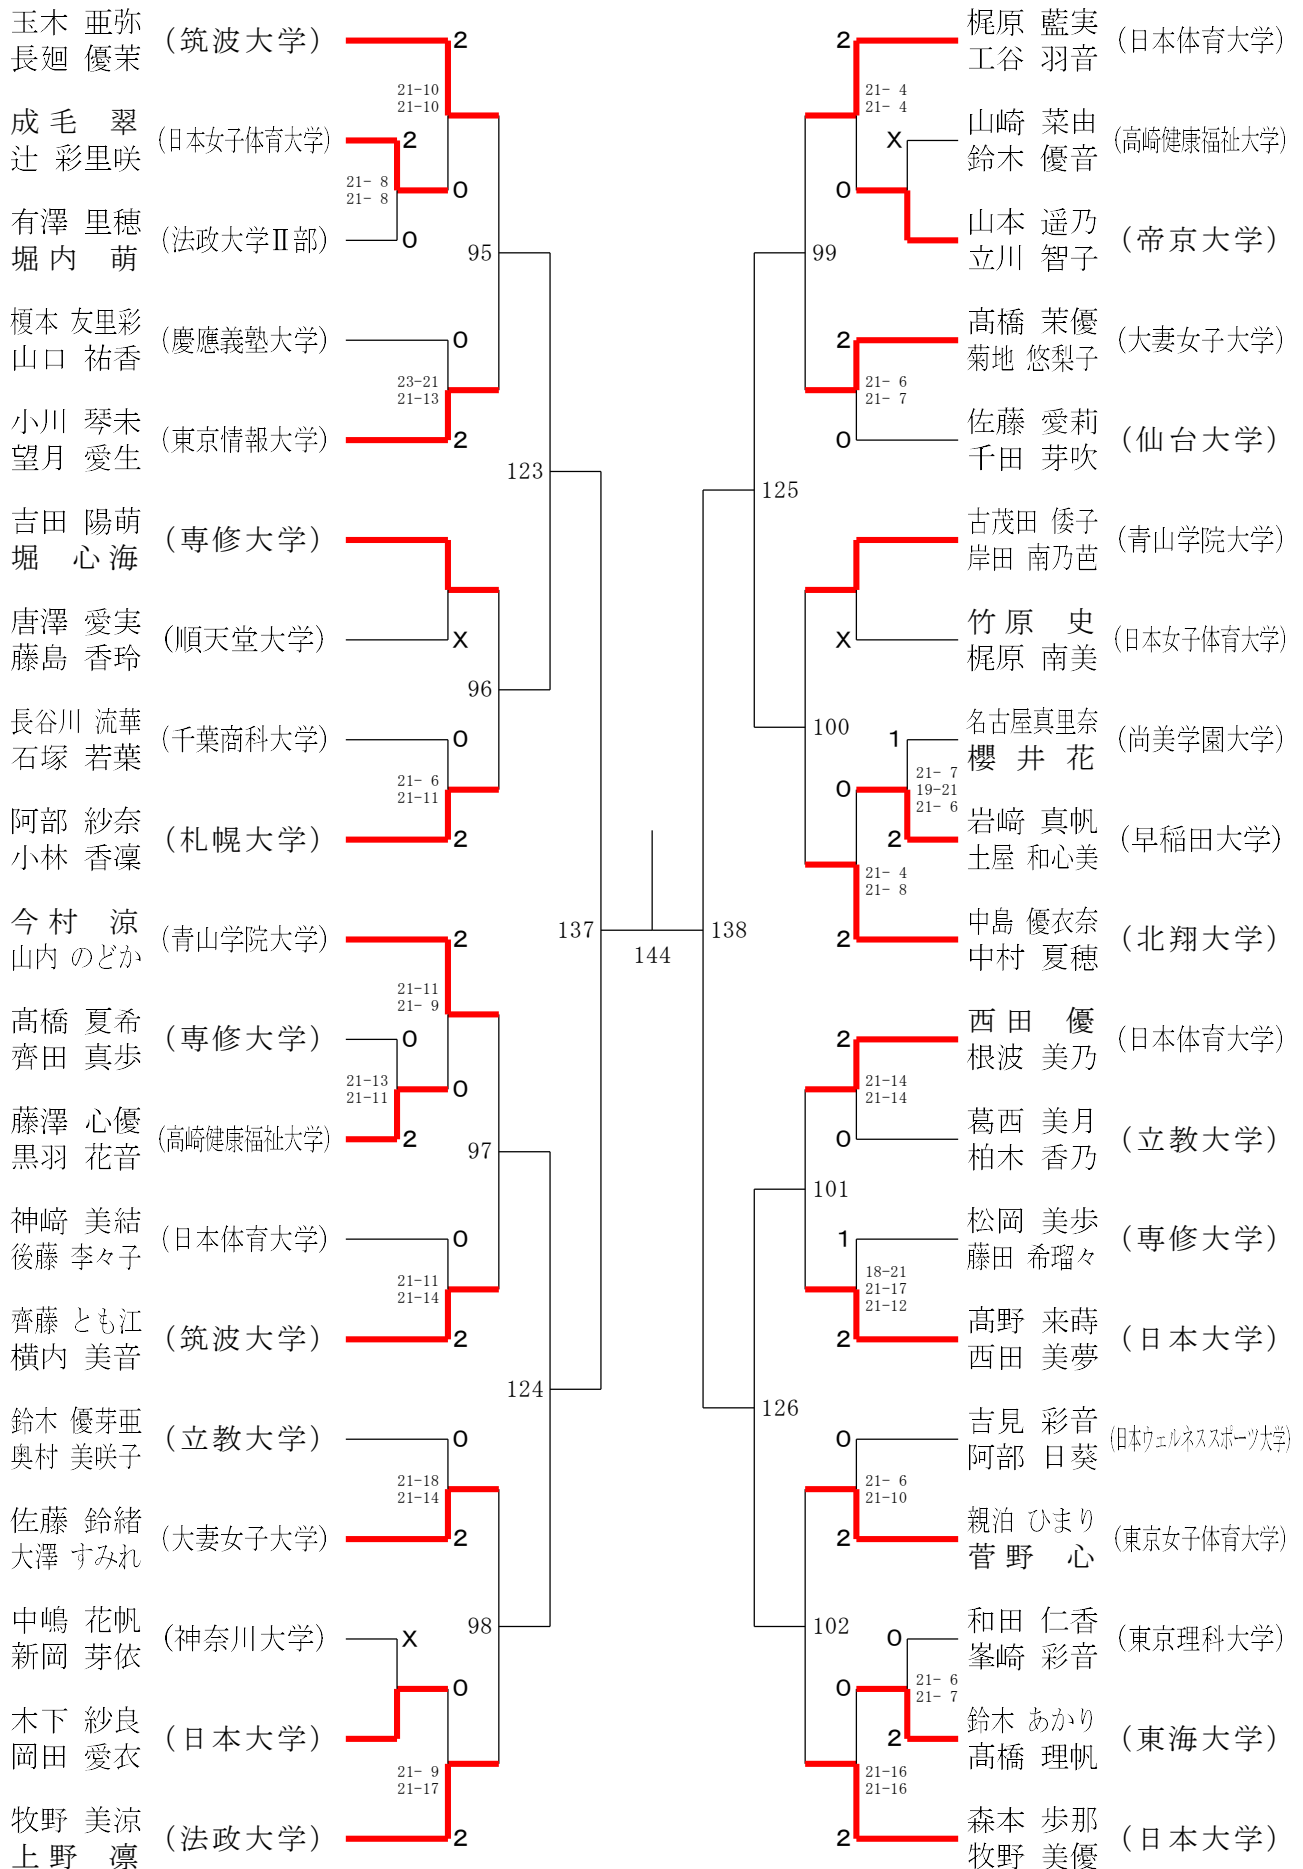 玉木 亜弥
長廻 優茉
(筑波大学)
2
21-10
21-10
成毛 翠
辻 彩里咲
(日本女子体育大学)
2
21- 8
21- 8
0
有澤 里穂
堀内 萌
(法政大学Ⅱ部)
0
95
榎本 友里彩
山口 祐香
(慶應義塾大学)
0
23-21
21-13
小川 琴未
望月 愛生
(東京情報大学)
2
123
吉田 陽萌
堀 心海
(専修大学)
唐澤 愛実
藤島 香玲
(順天堂大学)
X
96
長谷川 流華
石塚 若葉
(千葉商科大学)
0
21- 6
21-11
阿部 紗奈
小林 香凜
(札幌大学)
2
137
今村 涼
山内 のどか
(青山学院大学)
2
21-11
21- 9
髙橋 夏希
齊田 真歩
(専修大学)
0
21-13
21-11
0
藤澤 心優
黒羽 花音
(高崎健康福祉大学)
2
97
神﨑 美結
後藤 李々子
(日本体育大学)
0
21-11
21-14
齊藤 とも江
横内 美音
(筑波大学)
2
124
鈴木 優芽亜
奥村 美咲子
(立教大学)
0
21-18
21-14
佐藤 鈴緒
大澤 すみれ
(大妻女子大学)
2
98
中嶋 花帆
新岡 芽依
(神奈川大学)
X
0
木下 紗良
岡田 愛衣
(日本大学)
21- 9
21-17
牧野 美涼
上野 凛
(法政大学)
2
144
2
梶原 藍実
工谷 羽音
(日本体育大学)
21- 4
21- 4
X
山崎 菜由
鈴木 優音
(高崎健康福祉大学)
0
山本 遥乃
立川 智子
(帝京大学)
99
2
髙橋 茉優
菊地 悠梨子
(大妻女子大学)
21- 6
21- 7
0
佐藤 愛莉
千田 芽吹
(仙台大学)
125
古茂田 倭子
岸田 南乃芭
(青山学院大学)
X
竹原 史
梶原 南美
(日本女子体育大学)
100
1
名古屋真里奈
櫻井 花
(尚美学園大学)
0
21- 7
19-21
21- 6
2
岩﨑 真帆
土屋 和心美
(早稲田大学)
21- 4
21- 8
2
中島 優衣奈
中村 夏穂
(北翔大学)
138
2
西田 優
根波 美乃
(日本体育大学)
21-14
21-14
0
葛西 美月
柏木 香乃
(立教大学)
101
1
松岡 美歩
藤田 希瑠々
(専修大学)
18-21
21-17
21-12
2
髙野 来蒔
西田 美夢
(日本大学)
126
0
吉見 彩音
阿部 日葵
(日本ウェルネススポーツ大学)
21- 6
21-10
2
親泊 ひまり
菅野 心
(東京女子体育大学)
102
0
和田 仁香
峯崎 彩音
(東京理科大学)
0
21- 6
21- 7
2
鈴木 あかり
髙橋 理帆
(東海大学)
21-16
21-16
2
森本 歩那
牧野 美優
(日本大学)